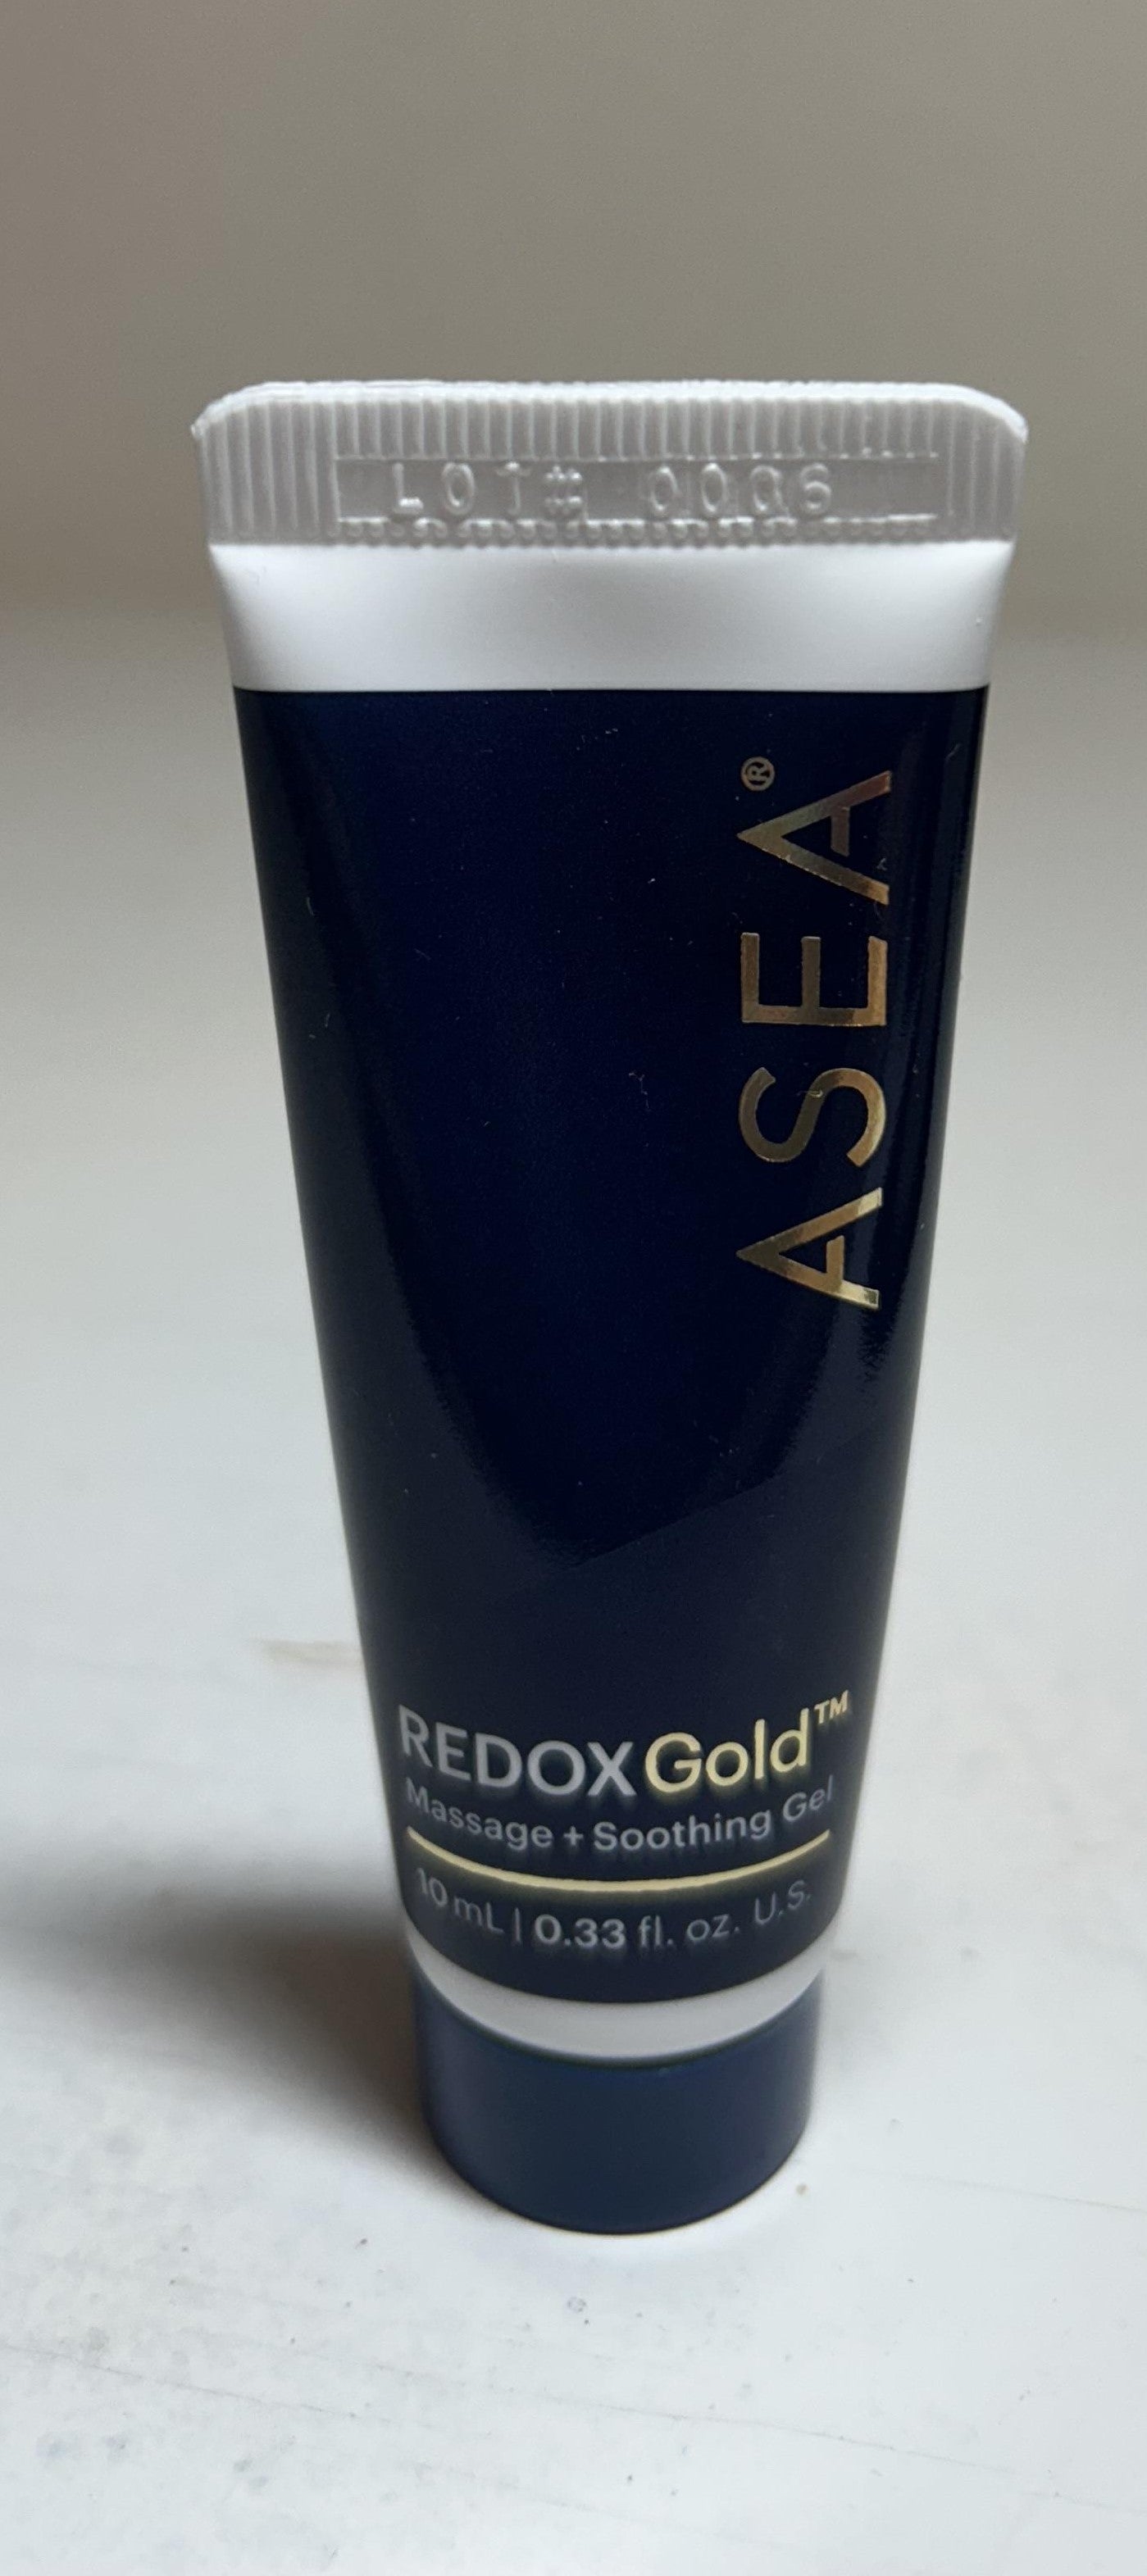 LOT# 0006
ASEA®
REDOXGold™
Massage + Soothing Gel
10 mL | 0.33 fl. oz. U.S.